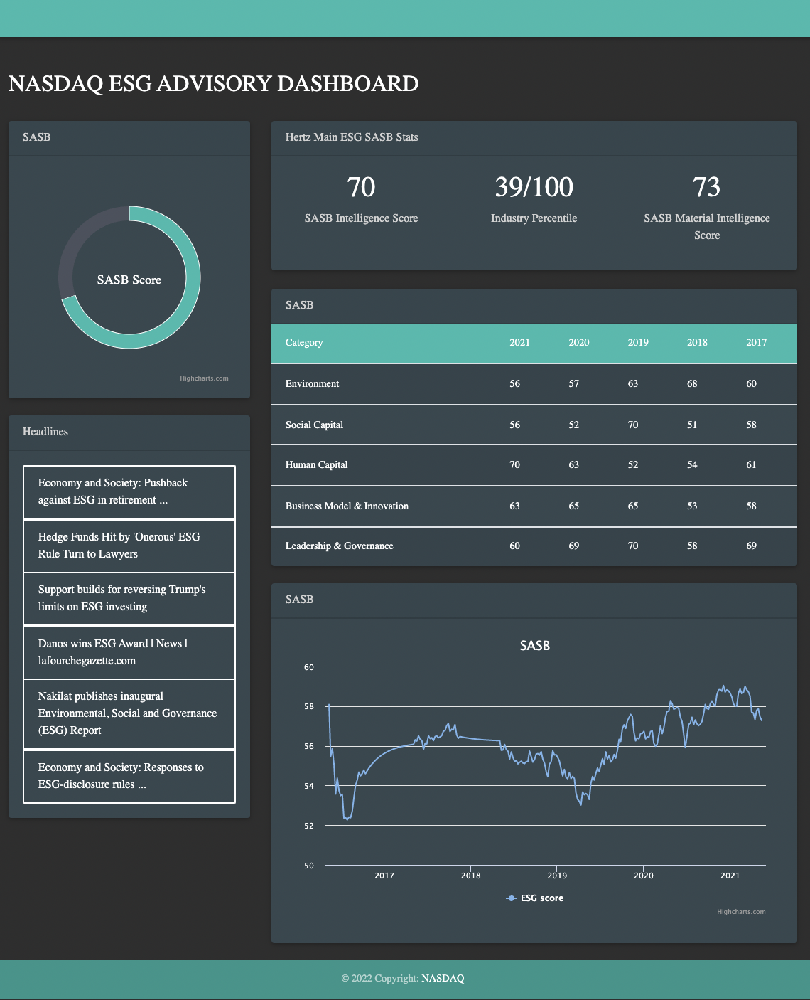 NASDAQ ESG ADVISORY DASHBOARD
SASB
SASB Score
Highcharts.com
Headlines
Economy and Society: Pushback
against ESG in retirement ...
Hedge Funds Hit by 'Onerous' ESG
Rule Turn to Lawyers
Support builds for reversing Trump's
limits on ESG investing
Danos wins ESG Award | News |
lafourchegazette.com
Nakilat publishes inaugural
Environmental, Social and Governance
(ESG) Report
Economy and Society: Responses to
ESG-disclosure rules ...
Hertz Main ESG SASB Stats
70 39/100 73
SASB Intelligence Score Industry Percentile SASB Material Intelligence
Score
SASB
Category 2021 2020 2019 2018 2017
Environment 56 57 63 68 60
Social Capital 56 52 70 51 58
Human Capital 70 63 52 54 61
Business Model & Innovation 63 65 65 53 58
Leadership & Governance 60 69 70 58 69
SASB
SASB
60
58
56
54
52
50
2017 2018 2019 2020 2021
ESG score
Highcharts.com
© 2022 Copyright: NASDAQ